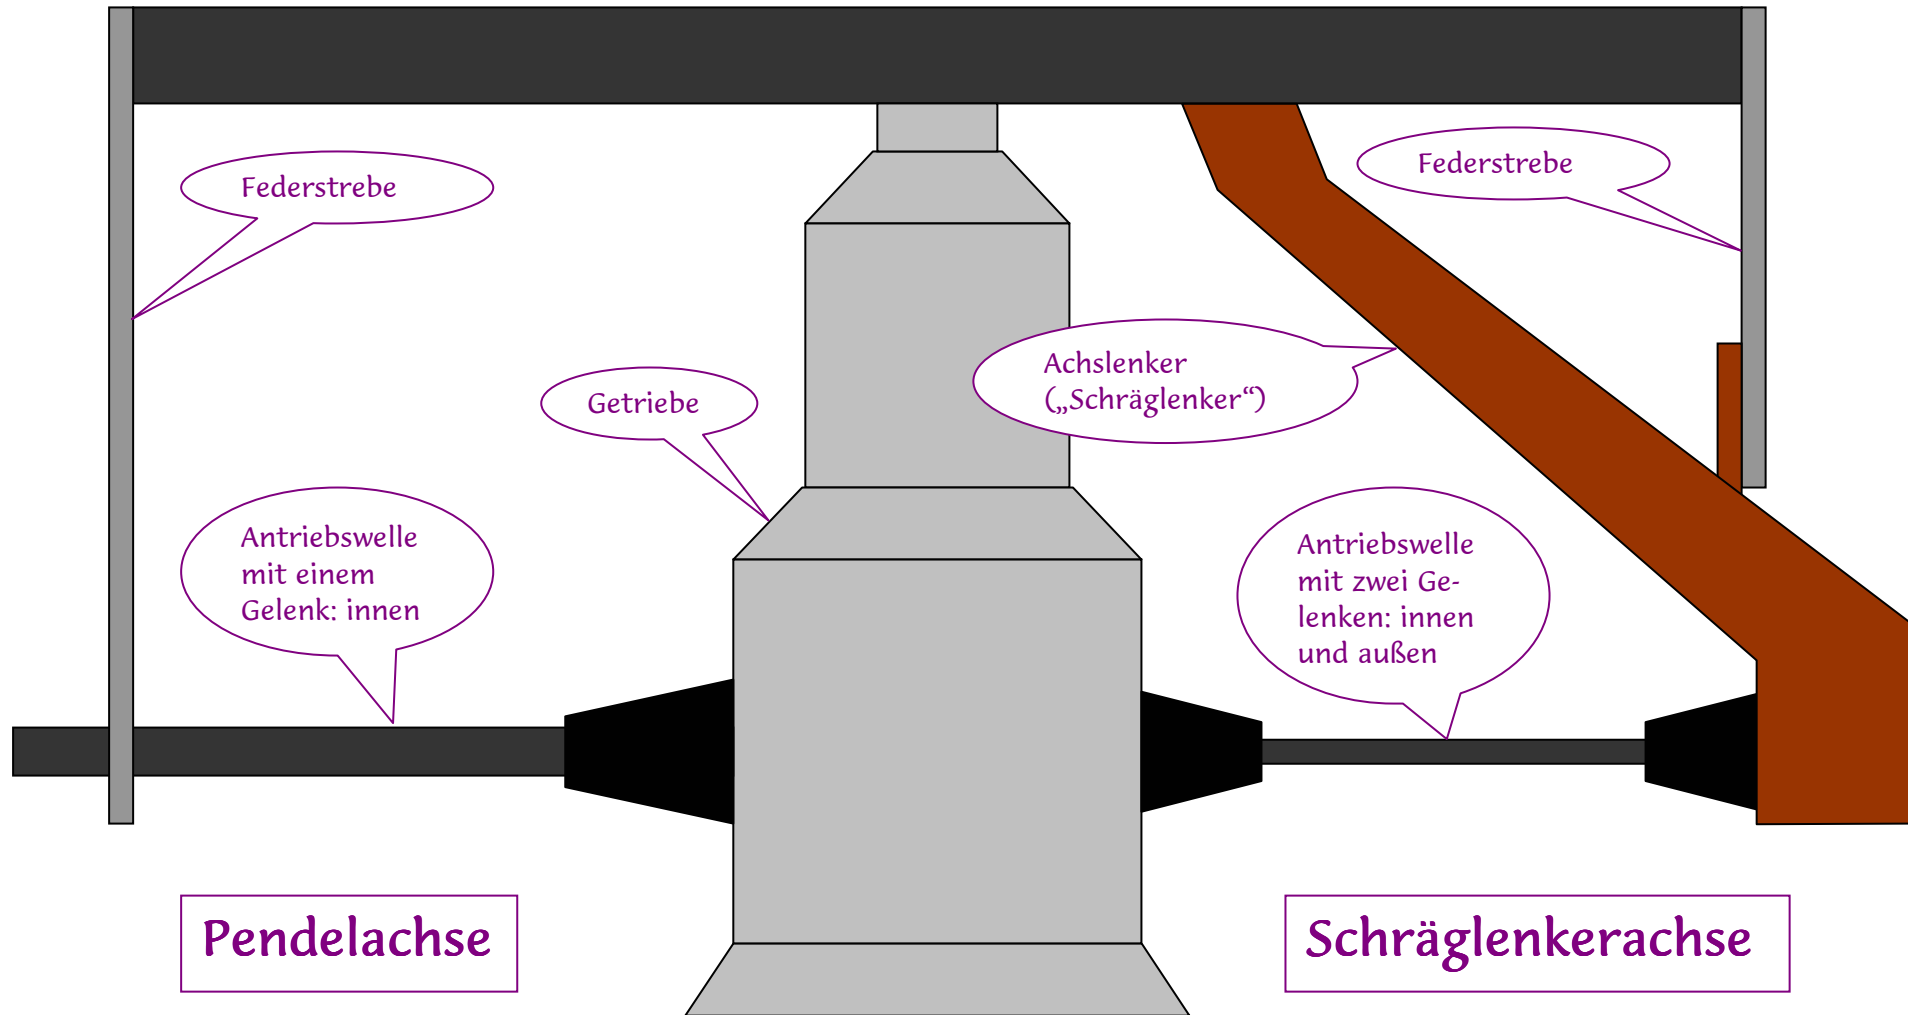 Federstrebe
Federstrebe
Achslenker
(„Schräglenker“)
Getriebe
Antriebswelle
mit einem
Gelenk: innen
Antriebswelle
mit zwei Ge-
lenken: innen
und außen
Pendelachse
Schräglenkerachse